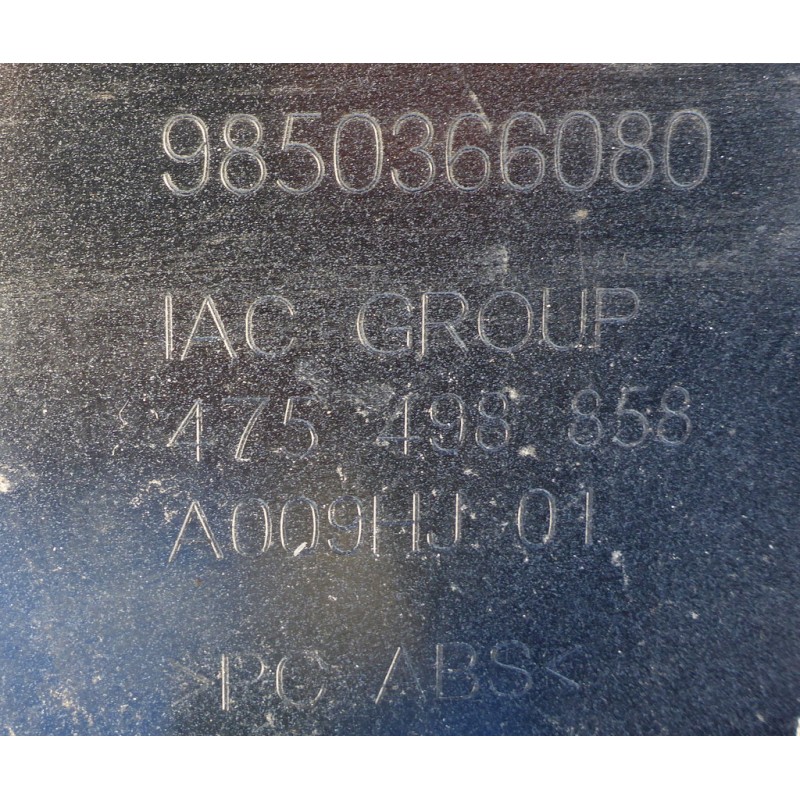 9850366080
IAC GROUP
475 498 858
A009HJ 01
>PC ABS<